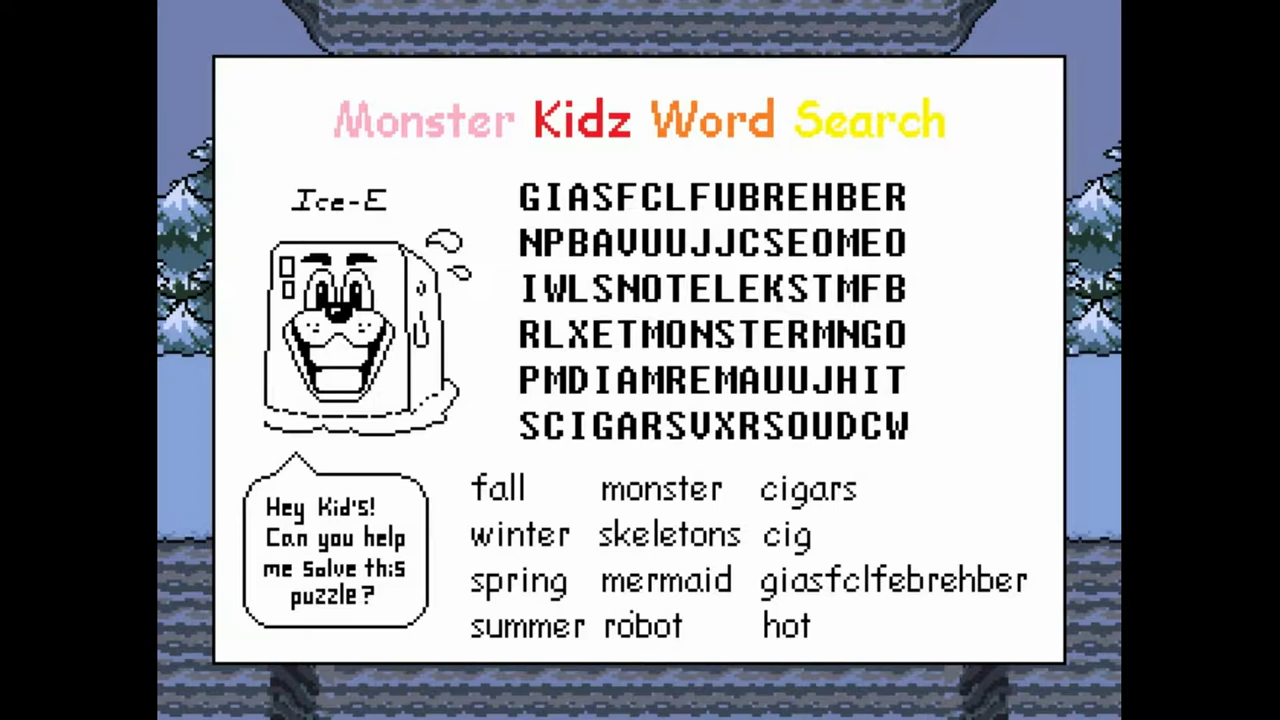 Monster Kidz Word Search
Ice-E
GIASFCLFUBREHBER
NPBAVUUJJCSEOMEO
IWLSNOTELEKSTMFB
RLXETMONSTERMNGO
PMDIAMREMAUUJHIT
SCIGARSVXRSOUDCW
fall monster cigars
winter skeletons cig
spring mermaid giasfclfebrehber
summer robot hot
Hey Kid's!
Can you help
me solve this
puzzle?